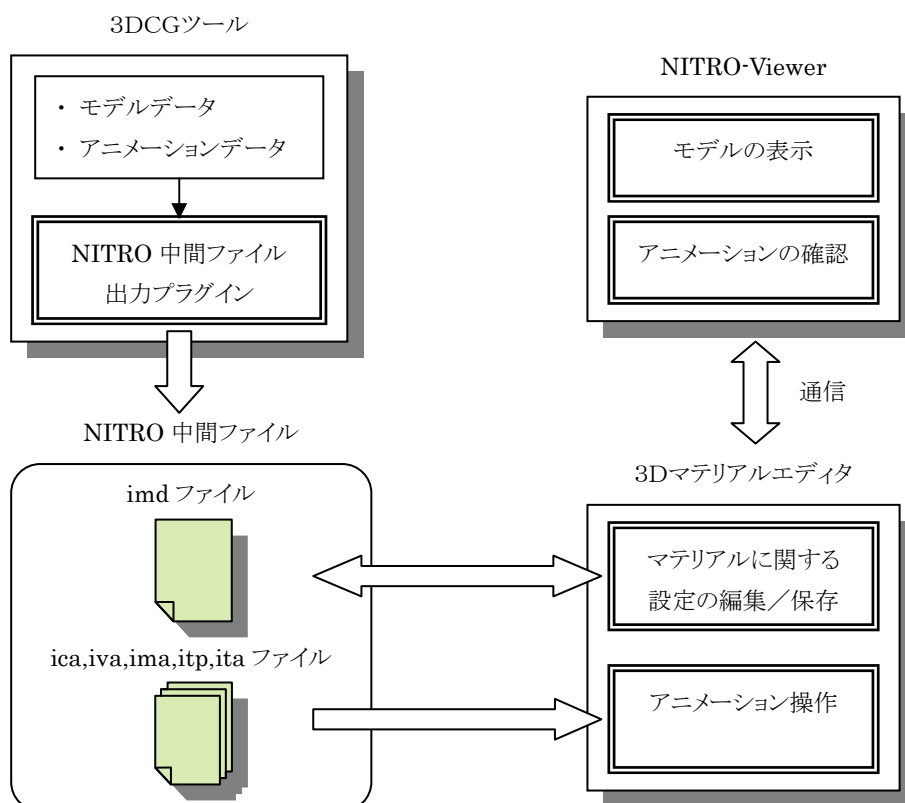 3DCGツール
・ モデルデータ
・ アニメーションデータ
NITRO 中間ファイル
出力プラグイン
NITRO 中間ファイル
imd ファイル
ica,iva,ima,itp,ita ファイル
NITRO-Viewer
モデルの表示
アニメーションの確認
通信
3Dマテリアルエディタ
マテリアルに関する
設定の編集／保存
アニメーション操作